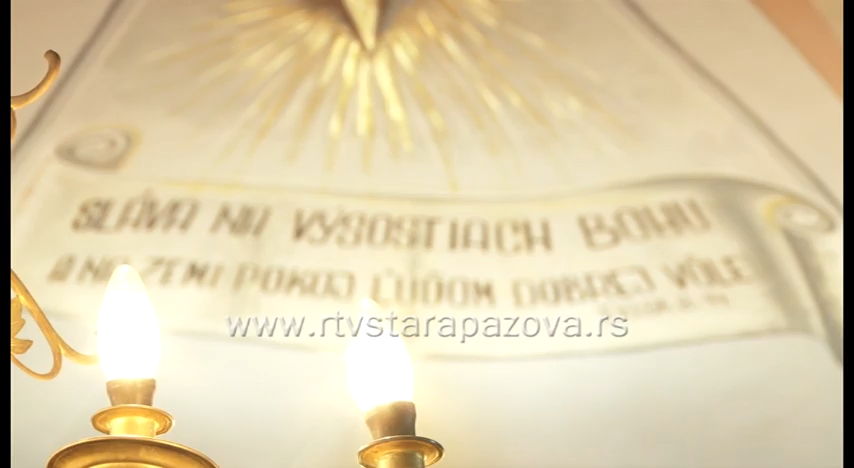 SLÁVA NA VÝSOSTIACH BOHU
A NA ZEMI POKOJ ĽUĎOM DOBREJ VÔLE
www.rtvstarapazova.rs